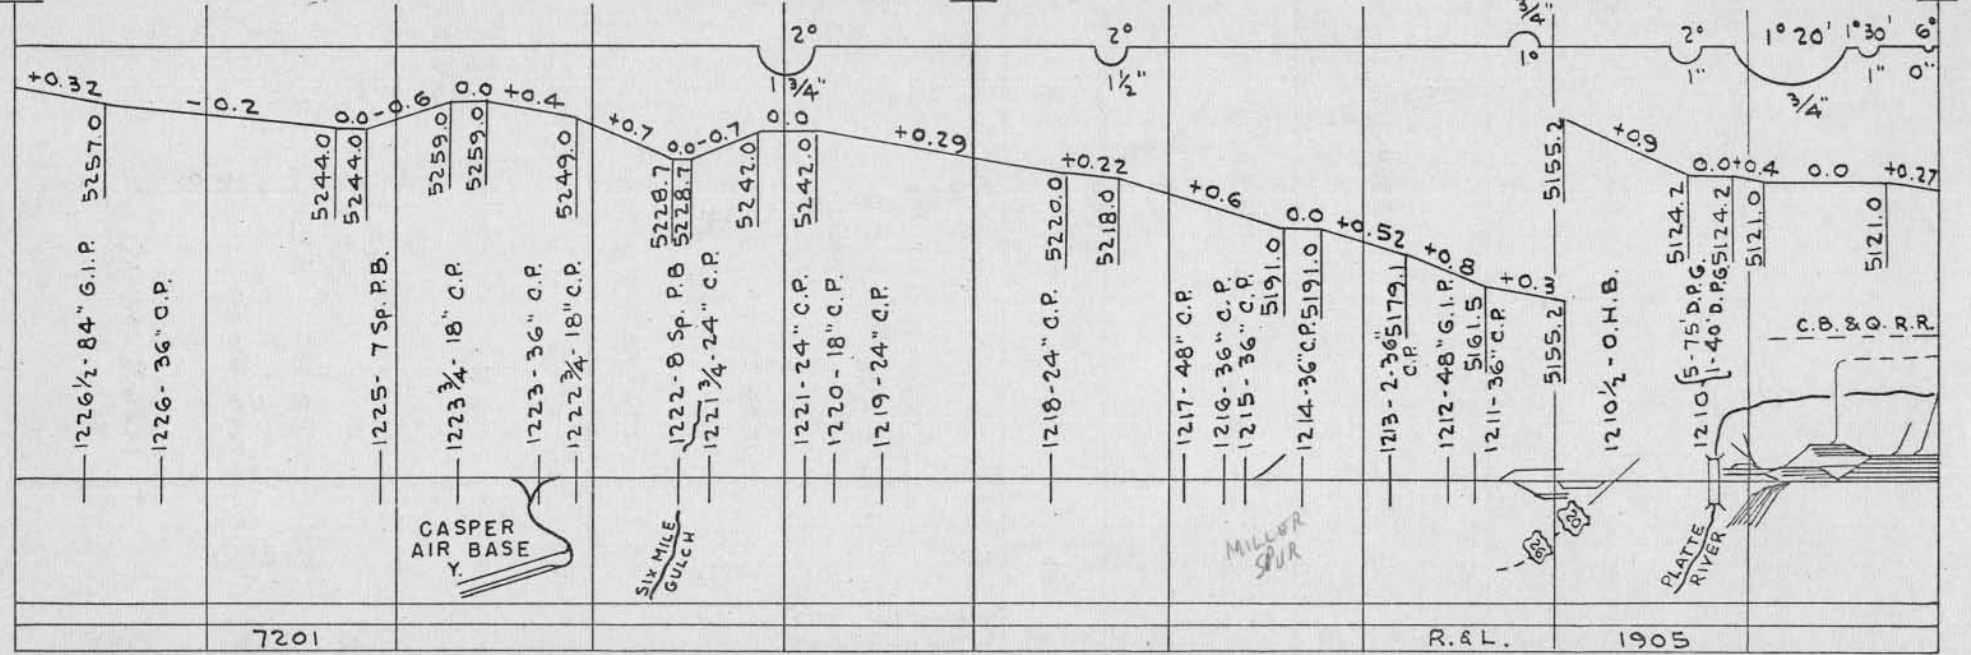 2° 2° 3/4" 2° 1° 20' 1° 30' 6°
1 3/4" 1 1/2" 1° 1" 3/4" 1" 0"
+0.32 - 0.2 0.0 -0.6 0.0 +0.4 +0.7 0.0 -0.7 0.0 +0.29 +0.22 +0.6 0.0 +0.52 +0.8 +0.3 +0.9 0.0 +0.4 0.0 +0.27
5257.0
5244.0
5244.0
5259.0
5259.0
5249.0
5228.7
5228.7
5242.0
5242.0
5220.0
5218.0
5191.0
5191.0
5179.1
5161.5
5155.2
5155.2
5124.2
5124.2
5121.0
5121.0
1226 1/2 - 84" G.I.P.
1226 - 36" C.P.
1225 - 7 Sp. P.B.
1223 3/4 - 18" C.P.
1223 - 36" C.P.
1222 3/4 - 18" C.P.
1222 - 8 Sp. P.B.
1221 3/4 - 24" C.P.
1221 - 24" C.P.
1220 - 18" C.P.
1219 - 24" C.P.
1218 - 24" C.P.
1217 - 48" C.P.
1216 - 36" C.P.
1215 - 36" C.P.
1214 - 36" C.P.
1213 - 2 - 36"
C.P.
1212 - 48" G.I.P.
1211 - 36" C.P.
1210 1/2 - O.H.B.
1210 { 5 - 75' D.P.G.
1 - 40' D.P.G.
C.B. & Q. R.R.
CASPER
AIR BASE
Y.
SIX MILE
GULCH
MILLER
SPUR
26
20
PLATTE
RIVER
7201 R. & L. 1905